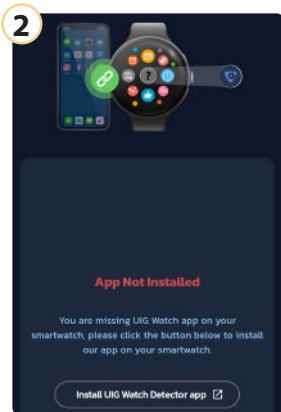 2
App Not Installed
You are missing UIG Watch app on your
smartwatch, please click the button below to install
our app on your smartwatch.
Install UIG Watch Detector app